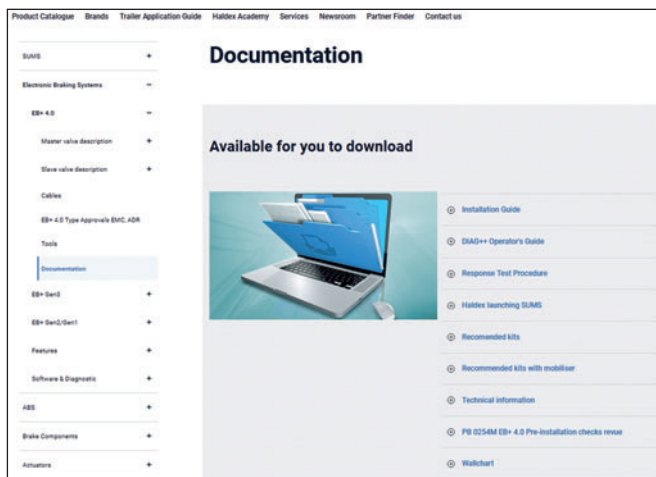 Product Catalogue Brands Trailer Application Guide Haldex Academy Services Newsroom Partner Finder Contact us
SUMS +
Electronic Braking Systems −
EB+ 4.0 −
Master valve description +
Slave valve description +
Cables
EB+ 4.0 Type Approvals EMC, ADR
Tools
Documentation
EB+ Gen3 +
EB+ Gen2/Gen1 +
Features +
Software & Diagnostic +
ABS +
Brake Components +
Actuators +
Documentation
Available for you to download
Installation Guide
DIAG++ Operator's Guide
Response Test Procedure
Haldex launching SUMS
Recomended kits
Recommended kits with mobiliser
Technical information
PB 0254M EB+ 4.0 Pre-installation checks revue
Wallchart